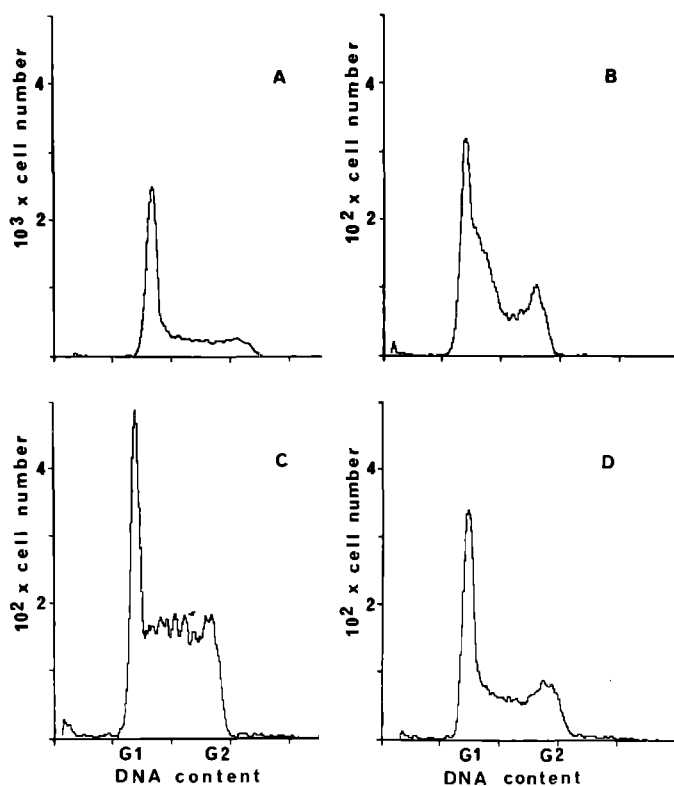 A
4
2
10³ x cell number
B
4
2
10² x cell number
C
4
2
10² x cell number
G1 G2
DNA content
D
4
2
10² x cell number
G1 G2
DNA content